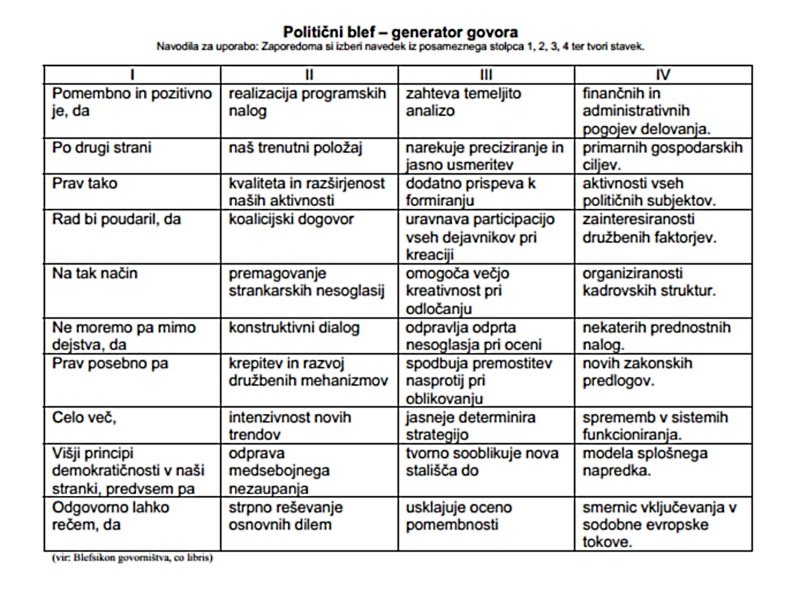 Politični blef – generator govora
Navodila za uporabo: Zaporedoma si izberi navedek iz posameznega stolpca 1, 2, 3, 4 ter tvori stavek.
I II III IV
Pomembno in pozitivno
je, da
realizacija programskih
nalog
zahteva temeljito
analizo
finančnih in
administrativnih
pogojev delovanja.
Po drugi strani
naš trenutni položaj
narekuje preciziranje in
jasno usmeritev
primarnih gospodarskih
ciljev.
Prav tako
kvaliteta in razširjenost
naših aktivnosti
dodatno prispeva k
formiranju
aktivnosti vseh
političnih subjektov.
Rad bi poudaril, da
koalicijski dogovor
uravnava participacijo
vseh dejavnikov pri
kreaciji
zainteresiranosti
družbenih faktorjev.
Na tak način
premagovanje
strankarskih nesoglasij
omogoča večjo
kreativnost pri
odločanju
organiziranosti
kadrovskih struktur.
Ne moremo pa mimo
dejstva, da
konstruktivni dialog
odpravlja odprta
nesoglasja pri oceni
nekaterih prednostnih
nalog.
Prav posebno pa
krepitev in razvoj
družbenih mehanizmov
spodbuja premostitev
nasprotij pri
oblikovanju
novih zakonskih
predlogov.
Celo več,
intenzivnost novih
trendov
jasneje determinira
strategijo
sprememb v sistemih
funkcioniranja.
Višji principi
demokratičnosti v naši
stranki, predvsem pa
odprava
medsebojnega
nezaupanja
tvorno sooblikuje nova
stališča do
modela splošnega
napredka.
Odgovorno lahko
rečem, da
strpno reševanje
osnovnih dilem
usklajuje oceno
pomembnosti
smernic vključevanja v
sodobne evropske
tokove.
(vir: Blefsikon govorništva, co libris)